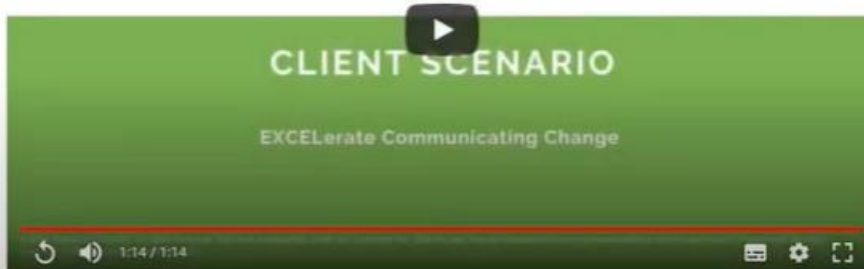 CLIENT SCENARIO
EXCELerate Communicating Change
1:14 / 1:14